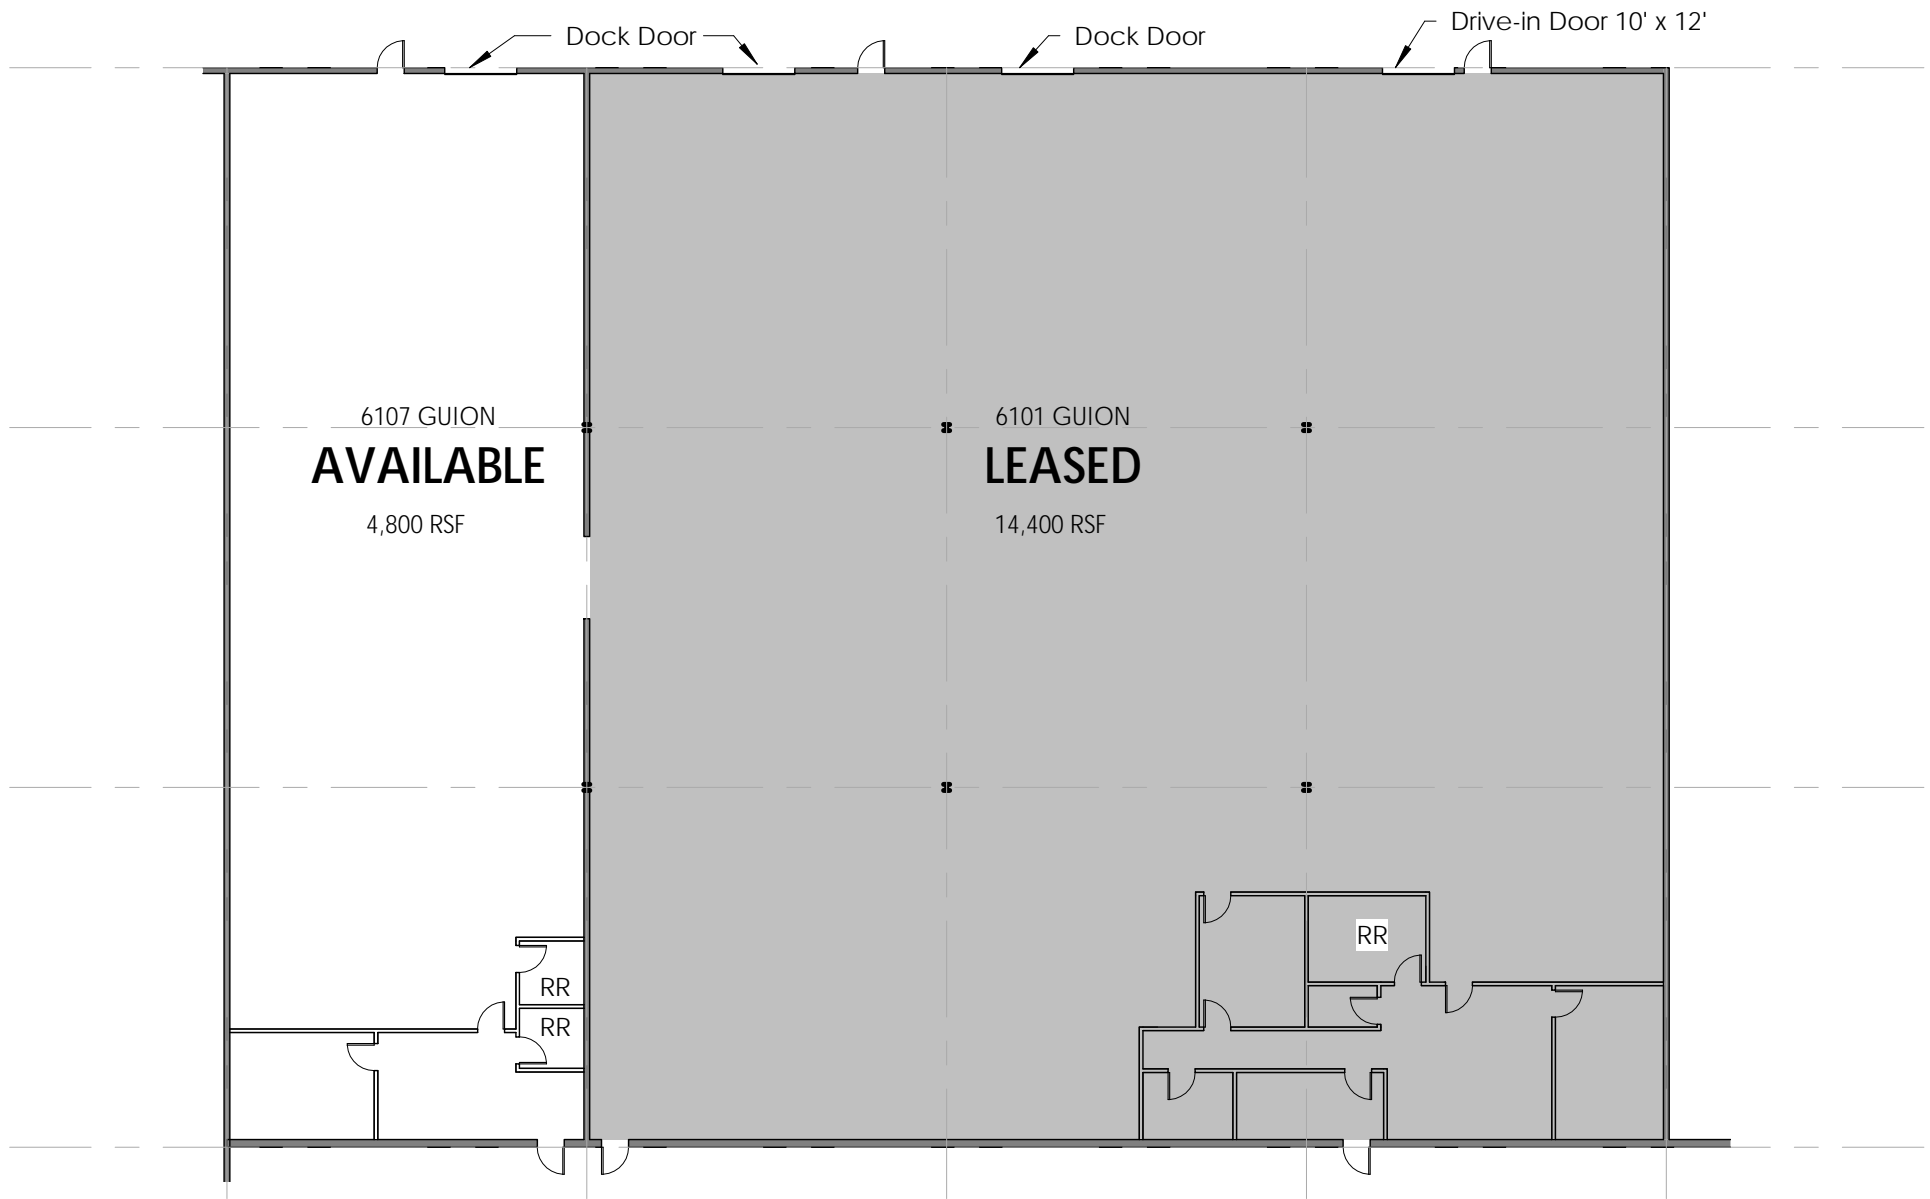 Dock Door
Dock Door
Drive-in Door 10' x 12'
6107 GUION
AVAILABLE
4,800 RSF
6101 GUION
LEASED
14,400 RSF
RR
RR
RR